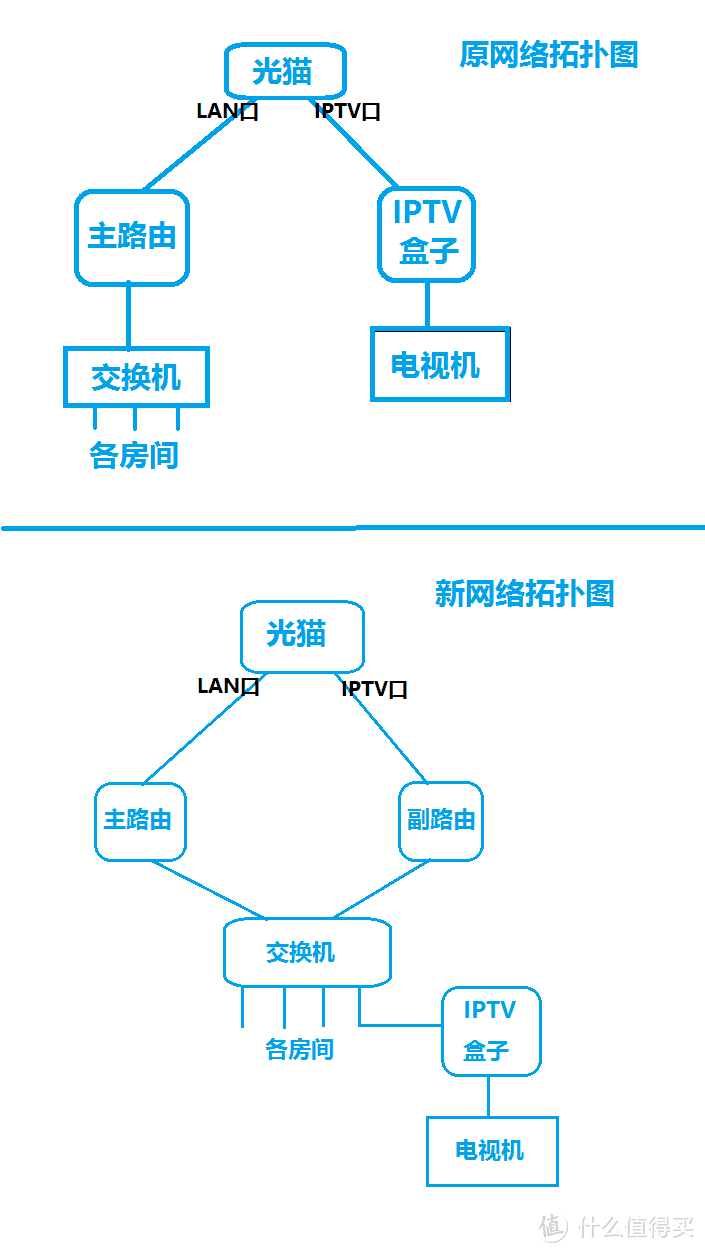 原网络拓扑图
光猫
LAN口
IPTV口
主路由
IPTV
盒子
交换机
电视机
各房间
新网络拓扑图
光猫
LAN口
IPTV口
主路由
副路由
交换机
各房间
IPTV
盒子
电视机
值 什么值得买